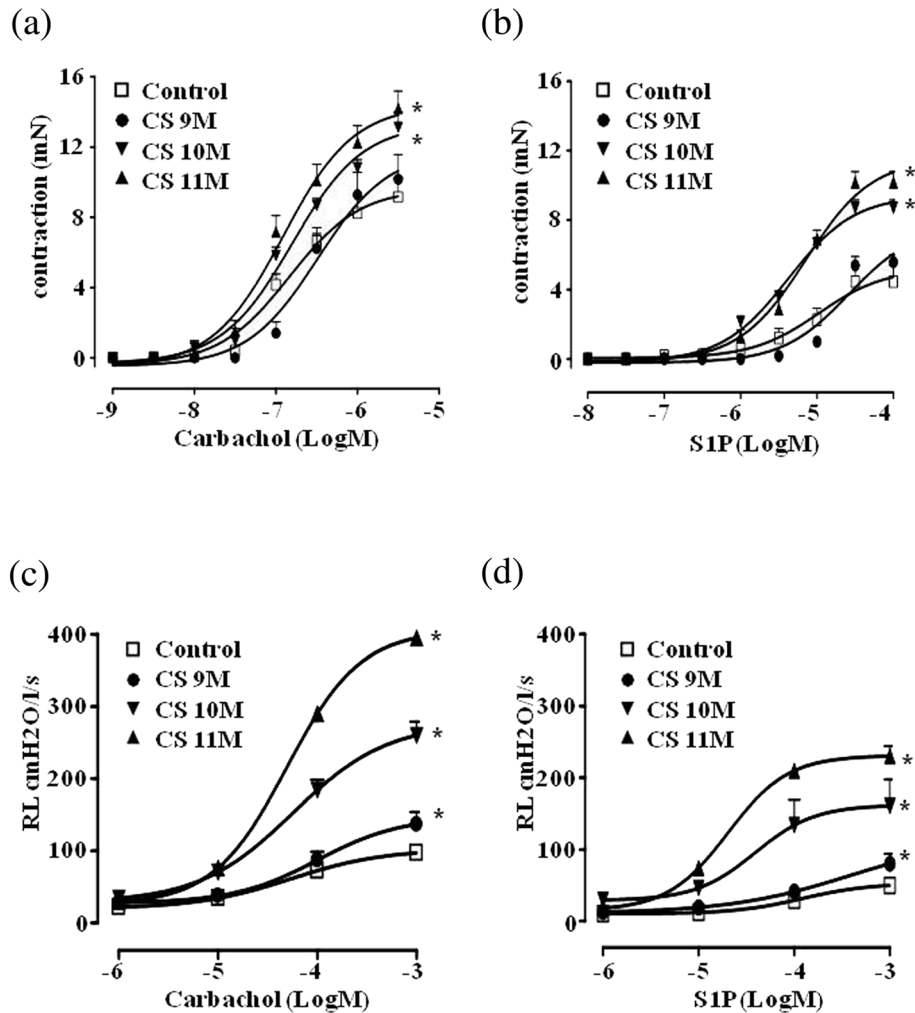 (a)
16
12
8
4
0
contraction (mN)
Control
CS 9M
CS 10M
CS 11M
*
*
-9
-8
-7
-6
-5
Carbachol (LogM)
(b)
16
12
8
4
0
contraction (mN)
Control
CS 9M
CS 10M
CS 11M
*
*
-8
-7
-6
-5
-4
S1P (LogM)
(c)
400
300
200
100
0
RL cmH2O/l/s
Control
CS 9M
CS 10M
CS 11M
*
*
*
-6
-5
-4
-3
Carbachol (LogM)
(d)
400
300
200
100
0
RL cmH2O/l/s
Control
CS 9M
CS 10M
CS 11M
*
*
*
-6
-5
-4
-3
S1P (LogM)